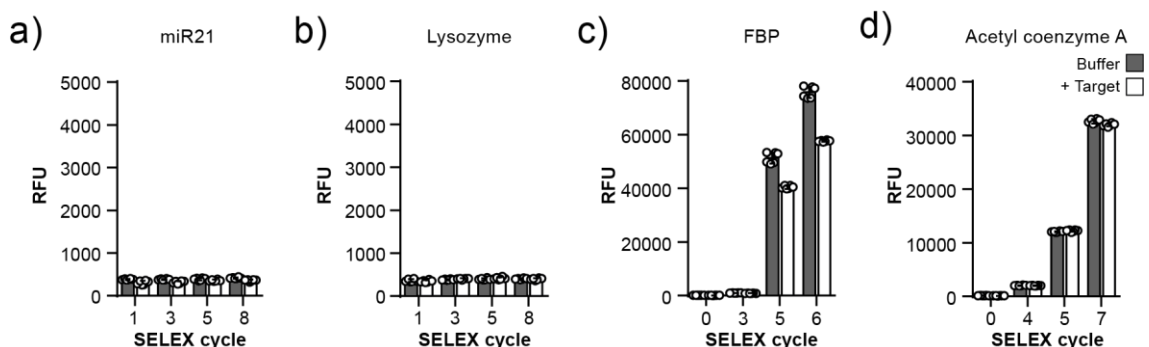 a)
miR21
5000
4000
3000
2000
1000
0
RFU
1 3 5 8
SELEX cycle
b)
Lysozyme
5000
4000
3000
2000
1000
0
RFU
1 3 5 8
SELEX cycle
c)
FBP
80000
60000
40000
20000
0
RFU
0 3 5 6
SELEX cycle
d)
Acetyl coenzyme A
Buffer
+ Target
40000
30000
20000
10000
0
RFU
0 4 5 7
SELEX cycle